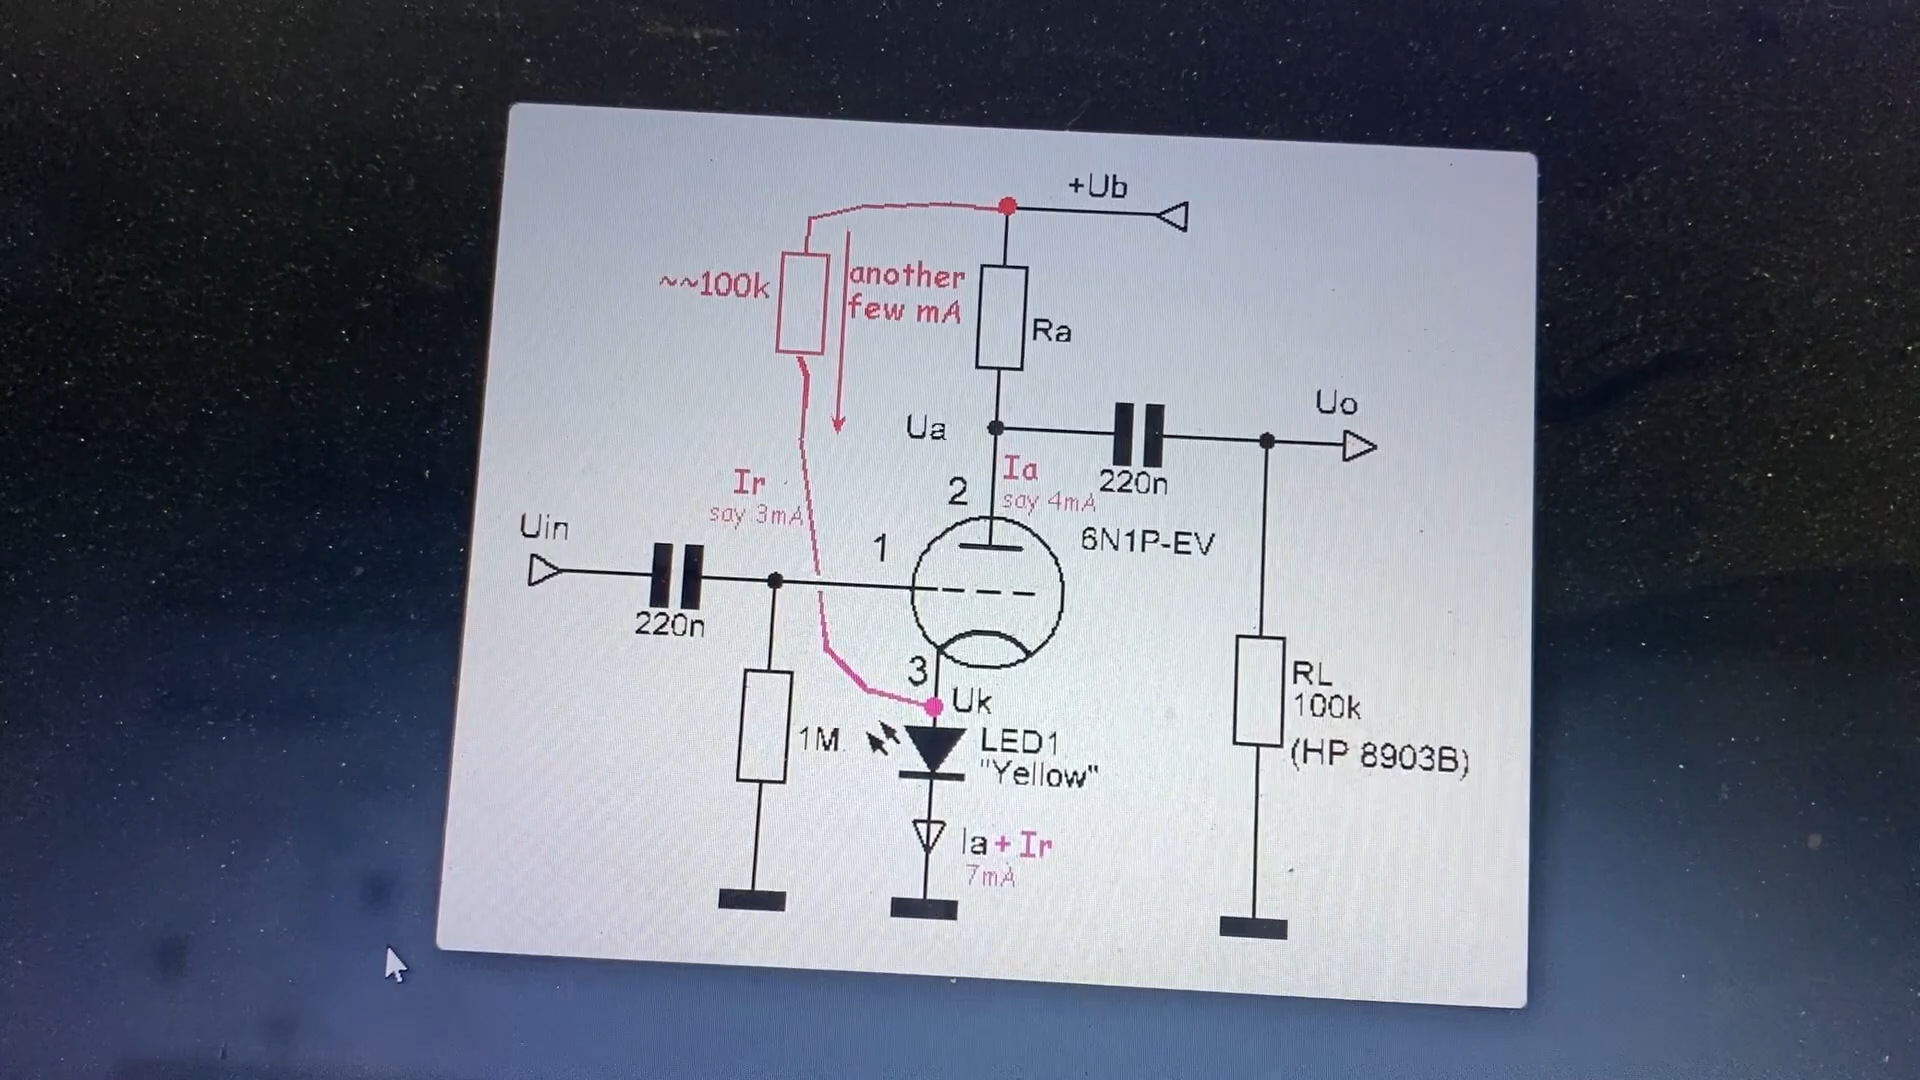 +Ub
~~100k
another
few mA
Ra
Uo
Ua
Ia
say 4mA
220n
2
Ir
say 3mA
6N1P-EV
Uin
1
220n
3
Uk
RL
100k
(HP 8903B)
1M
LED1
"Yellow"
Ia + Ir
7mA